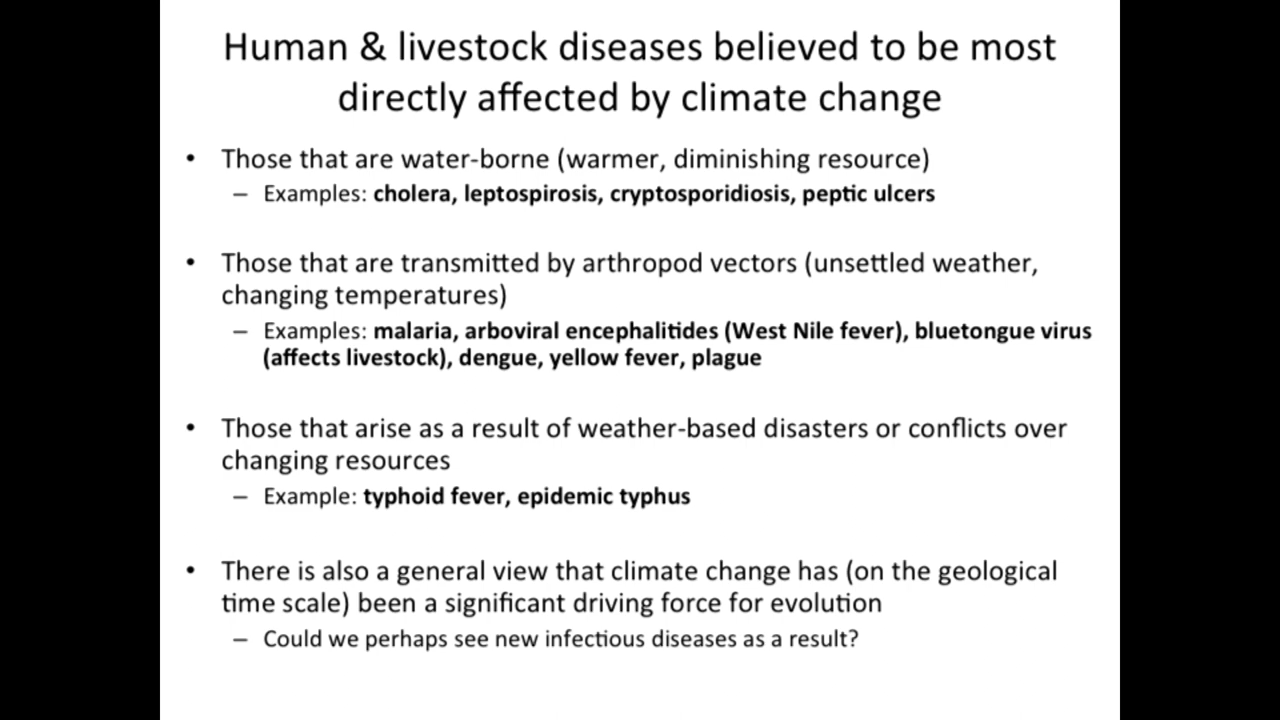 Human & livestock diseases believed to be most
directly affected by climate change
• Those that are water-borne (warmer, diminishing resource)
– Examples: cholera, leptospirosis, cryptosporidiosis, peptic ulcers
• Those that are transmitted by arthropod vectors (unsettled weather,
changing temperatures)
– Examples: malaria, arboviral encephalitides (West Nile fever), bluetongue virus
(affects livestock), dengue, yellow fever, plague
• Those that arise as a result of weather-based disasters or conflicts over
changing resources
– Example: typhoid fever, epidemic typhus
• There is also a general view that climate change has (on the geological
time scale) been a significant driving force for evolution
– Could we perhaps see new infectious diseases as a result?